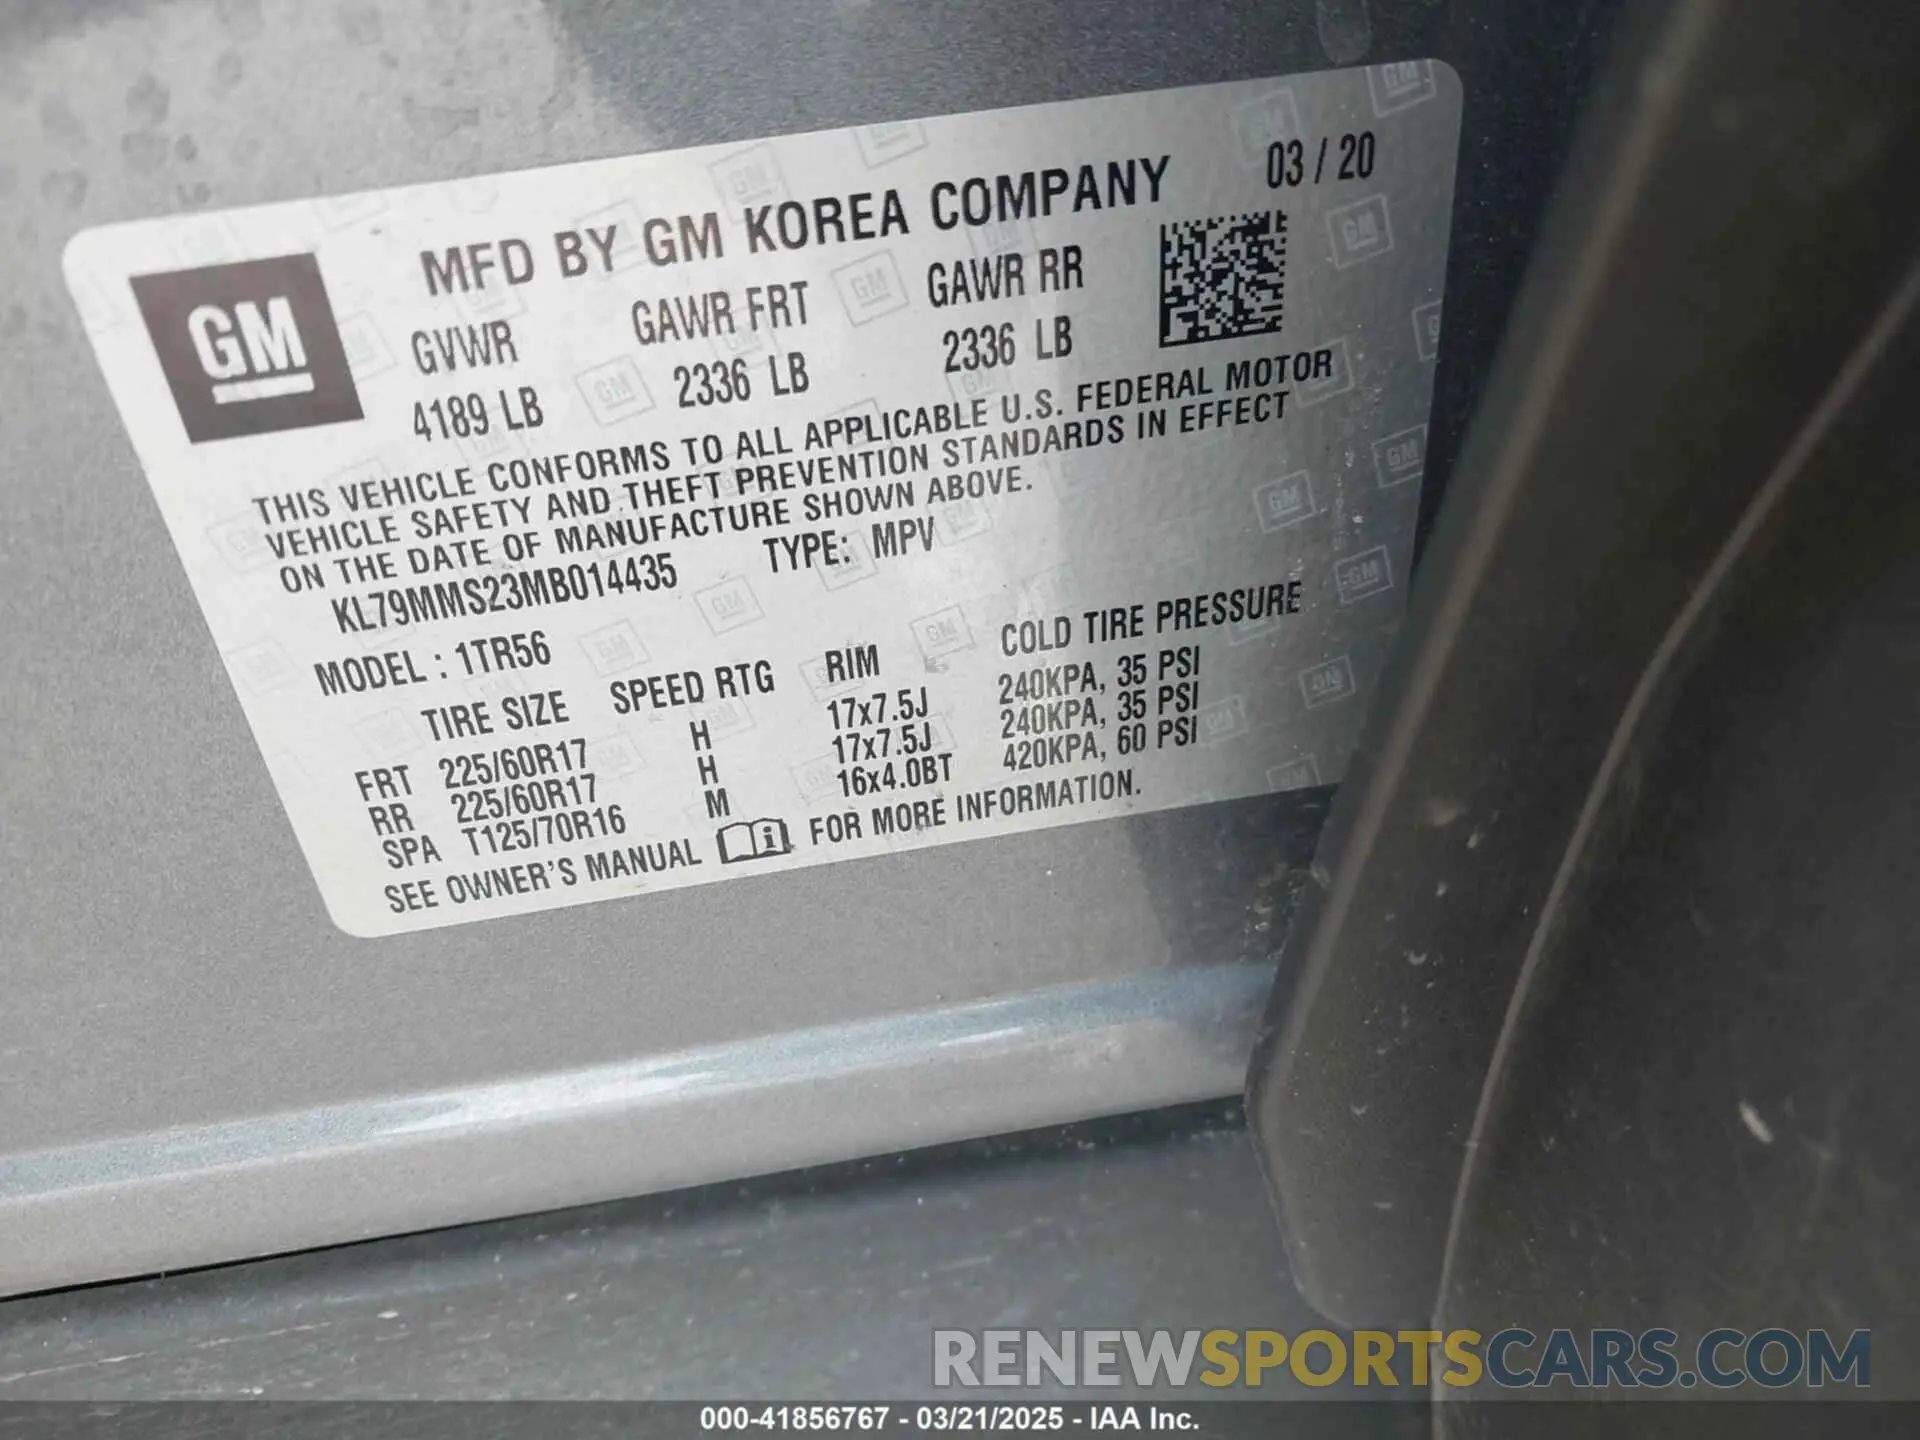 MFD BY GM KOREA COMPANY 03 / 20
GM
GVWR GAWR FRT GAWR RR
4189 LB 2336 LB 2336 LB
THIS VEHICLE CONFORMS TO ALL APPLICABLE U.S. FEDERAL MOTOR
VEHICLE SAFETY AND THEFT PREVENTION STANDARDS IN EFFECT
ON THE DATE OF MANUFACTURE SHOWN ABOVE.
KL79MMS23MB014435 TYPE: MPV
MODEL : 1TR56
TIRE SIZE SPEED RTG RIM COLD TIRE PRESSURE
FRT 225/60R17 H 17x7.5J 240KPA, 35 PSI
RR 225/60R17 H 17x7.5J 240KPA, 35 PSI
SPA T125/70R16 M 16x4.0BT 420KPA, 60 PSI
SEE OWNER'S MANUAL i FOR MORE INFORMATION.
RENEWSPORTSCARS.COM
000-41856767 - 03/21/2025 - IAA Inc.